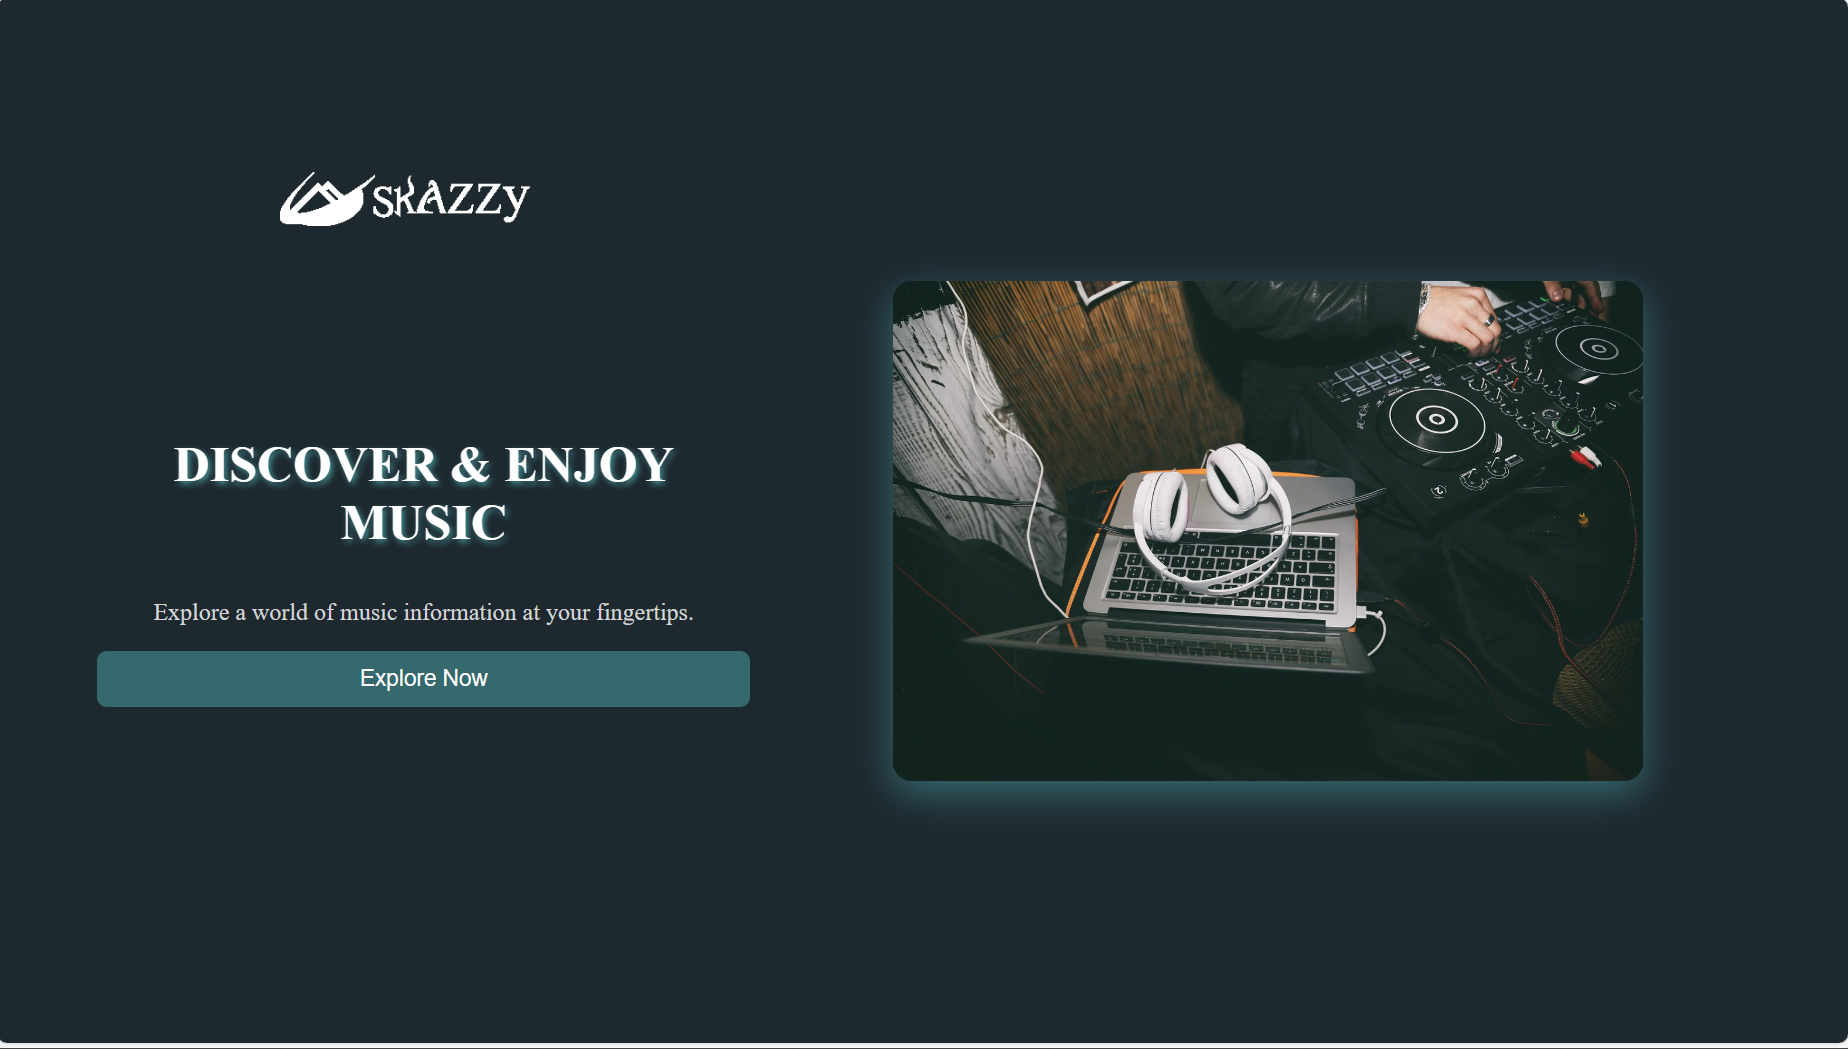 SKAZZY
DISCOVER & ENJOY
MUSIC
Explore a world of music information at your fingertips.
Explore Now